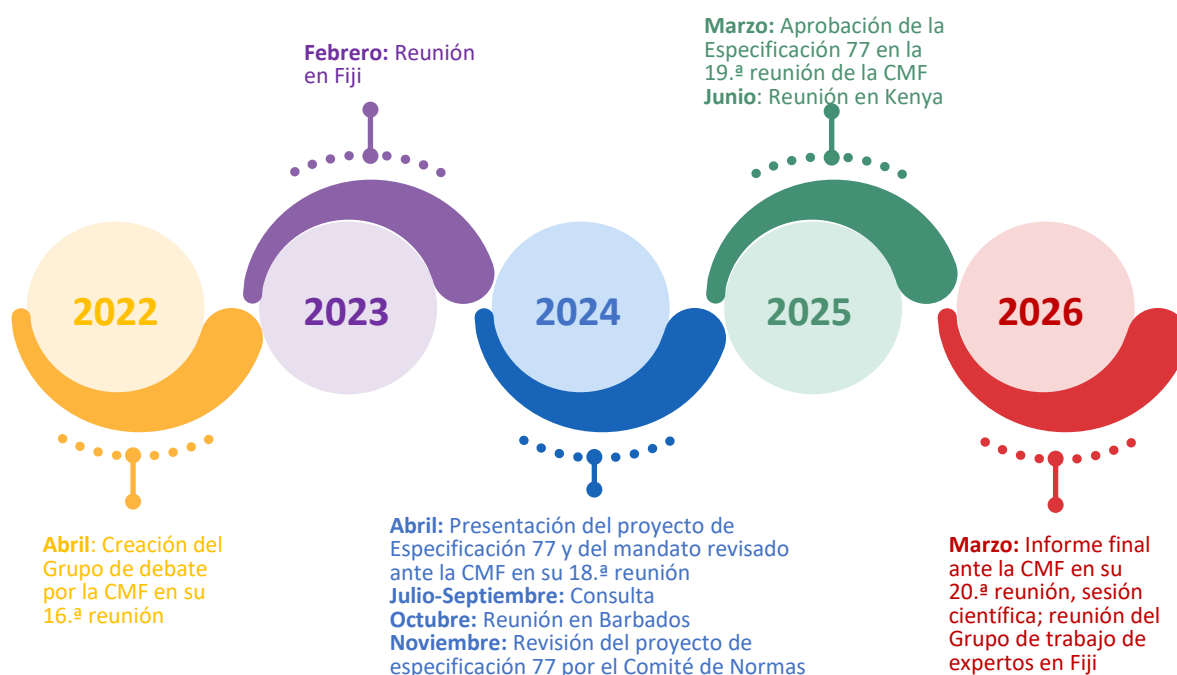 Febrero: Reunión
en Fiji
Marzo: Aprobación de la
Especificación 77 en la
19.ª reunión de la CMF
Junio: Reunión en Kenya
2022
2023
2024
2025
2026
Abril: Creación del
Grupo de debate
por la CMF en su
16.ª reunión
Abril: Presentación del proyecto de
Especificación 77 y del mandato revisado
ante la CMF en su 18.ª reunión
Julio-Septiembre: Consulta
Octubre: Reunión en Barbados
Noviembre: Revisión del proyecto de
especificación 77 por el Comité de Normas
Marzo: Informe final
ante la CMF en su
20.ª reunión, sesión
científica; reunión del
Grupo de trabajo de
expertos en Fiji